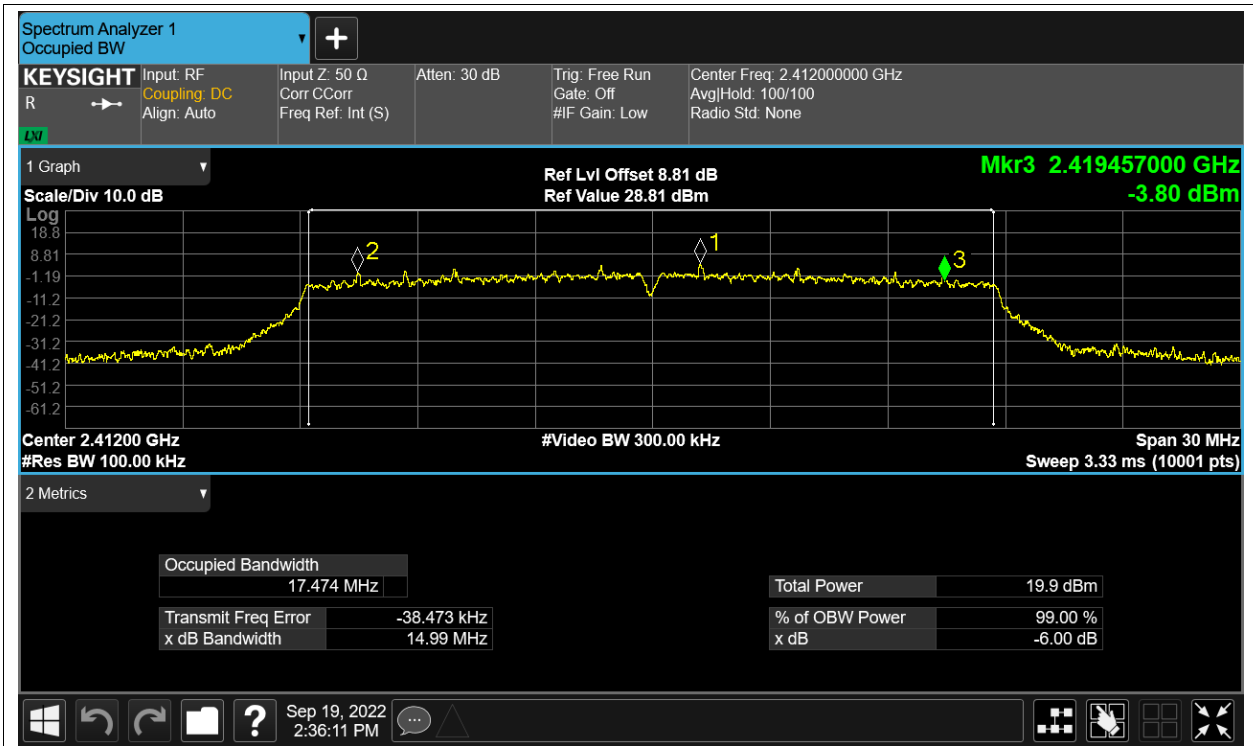 Spectrum Analyzer 1
Occupied BW
▼
+
KEYSIGHT
R
LXI
Input: RF
Coupling: DC
Align: Auto
Input Z: 50 Ω
Corr CCorr
Freq Ref: Int (S)
Atten: 30 dB
Trig: Free Run
Gate: Off
#IF Gain: Low
Center Freq: 2.412000000 GHz
Avg|Hold: 100/100
Radio Std: None
1 Graph ▼
Scale/Div 10.0 dB
Ref Lvl Offset 8.81 dB
Ref Value 28.81 dBm
Mkr3 2.419457000 GHz
-3.80 dBm
Log
18.8
8.81
-1.19
-11.2
-21.2
-31.2
-41.2
-51.2
-61.2
2
1
3
Center 2.41200 GHz
#Res BW 100.00 kHz
#Video BW 300.00 kHz
Span 30 MHz
Sweep 3.33 ms (10001 pts)
2 Metrics ▼
Occupied Bandwidth
17.474 MHz
Transmit Freq Error -38.473 kHz
x dB Bandwidth 14.99 MHz
Total Power 19.9 dBm
% of OBW Power 99.00 %
x dB -6.00 dB
?
Sep 19, 2022
2:36:11 PM